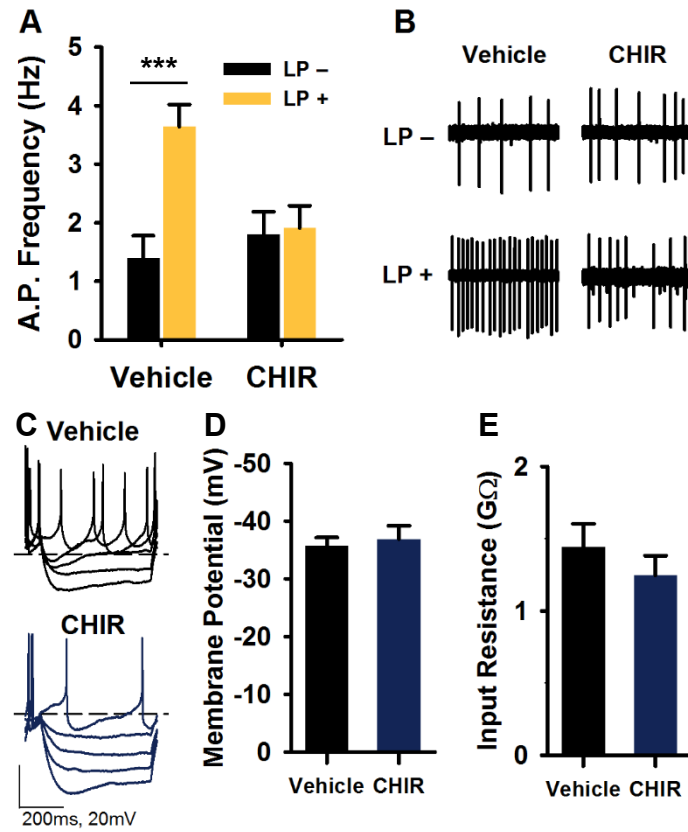 A
A.P. Frequency (Hz)
5
4
3
2
1
0
***
LP –
LP +
Vehicle
CHIR
B
Vehicle
CHIR
LP –
LP +
C
Vehicle
CHIR
200ms, 20mV
D
Membrane Potential (mV)
-50
-40
-30
-20
-10
0
Vehicle
CHIR
E
Input Resistance (GΩ)
2
1
0
Vehicle
CHIR